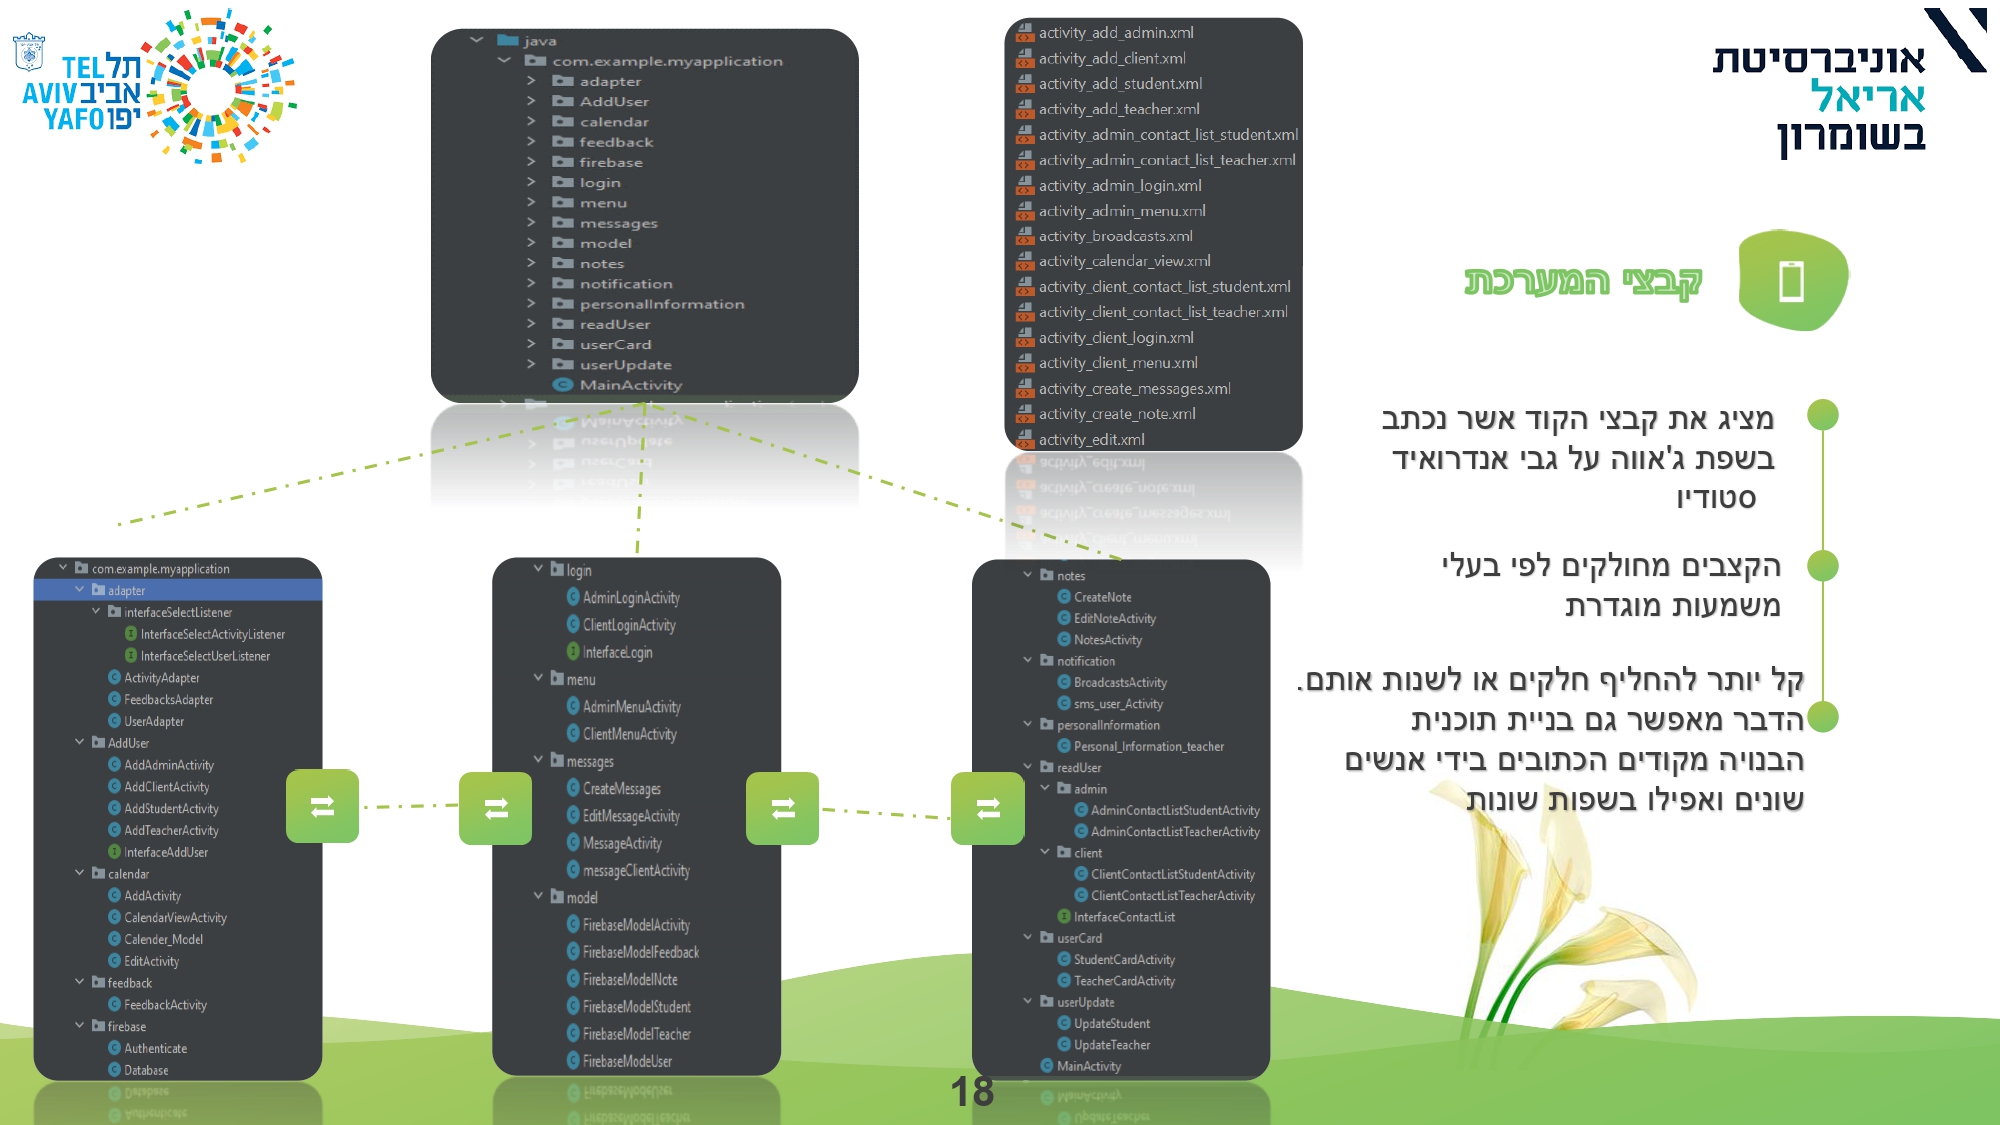 תל
TEL
אביב
AVIV
יפו
YAFO
אוניברסיטת
אריאל
בשומרון
java
com.example.myapplication
adapter
AddUser
calendar
feedback
firebase
login
menu
messages
model
notes
notification
personalInformation
readUser
userCard
userUpdate
MainActivity
activity_add_admin.xml
activity_add_client.xml
activity_add_student.xml
activity_add_teacher.xml
activity_admin_contact_list_student.xml
activity_admin_contact_list_teacher.xml
activity_admin_login.xml
activity_admin_menu.xml
activity_broadcasts.xml
activity_calendar_view.xml
activity_client_contact_list_student.xml
activity_client_contact_list_teacher.xml
activity_client_login.xml
activity_client_menu.xml
activity_create_messages.xml
activity_create_note.xml
activity_edit.xml
קבצי המערכת
מציג את קבצי הקוד אשר נכתב
בשפת ג'אווה על גבי אנדרואיד
סטודיו
הקצבים מחולקים לפי בעלי
משמעות מוגדרת
קל יותר להחליף חלקים או לשנות אותם.
הדבר מאפשר גם בניית תוכנית
הבנויה מקודים הכתובים בידי אנשים
שונים ואפילו בשפות שונות
com.example.myapplication
adapter
interfaceSelectListener
InterfaceSelectActivityListener
InterfaceSelectUserListener
ActivityAdapter
FeedbacksAdapter
UserAdapter
AddUser
AddAdminActivity
AddClientActivity
AddStudentActivity
AddTeacherActivity
InterfaceAddUser
calendar
AddActivity
CalendarViewActivity
Calender_Model
EditActivity
feedback
FeedbackActivity
firebase
Authenticate
Database
login
AdminLoginActivity
ClientLoginActivity
InterfaceLogin
menu
AdminMenuActivity
ClientMenuActivity
messages
CreateMessages
EditMessageActivity
MessageActivity
messageClientActivity
model
FirebaseModelActivity
FirebaseModelFeedback
FirebaseModelNote
FirebaseModelStudent
FirebaseModelTeacher
FirebaseModeUser
notes
CreateNote
EditNoteActivity
NotesActivity
notification
BroadcastsActivity
sms_user_Activity
personalInformation
Personal_Information_teacher
readUser
admin
AdminContactListStudentActivity
AdminContactListTeacherActivity
client
ClientContactListStudentActivity
ClientContactListTeacherActivity
InterfaceContactList
userCard
StudentCardActivity
TeacherCardActivity
userUpdate
UpdateStudent
UpdateTeacher
MainActivity
18